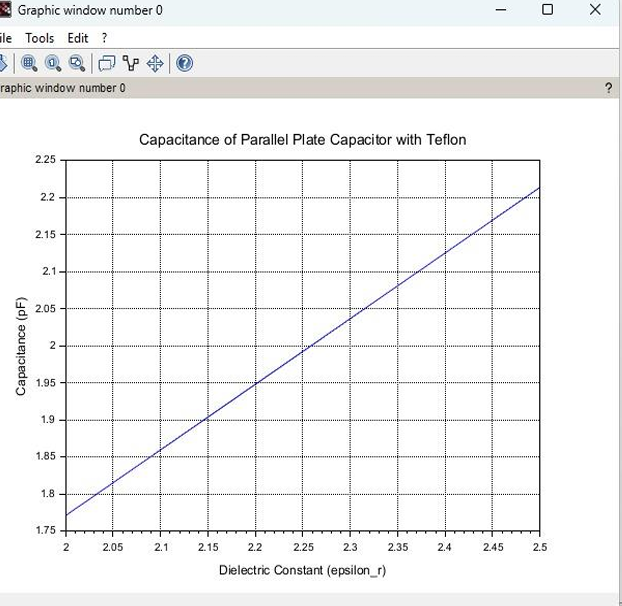 Graphic window number 0
ile Tools Edit ?
raphic window number 0 ?
Capacitance of Parallel Plate Capacitor with Teflon
2.25
2.2
2.15
2.1
2.05
2
1.95
1.9
1.85
1.8
1.75
Capacitance (pF)
2 2.05 2.1 2.15 2.2 2.25 2.3 2.35 2.4 2.45 2.5
Dielectric Constant (epsilon_r)